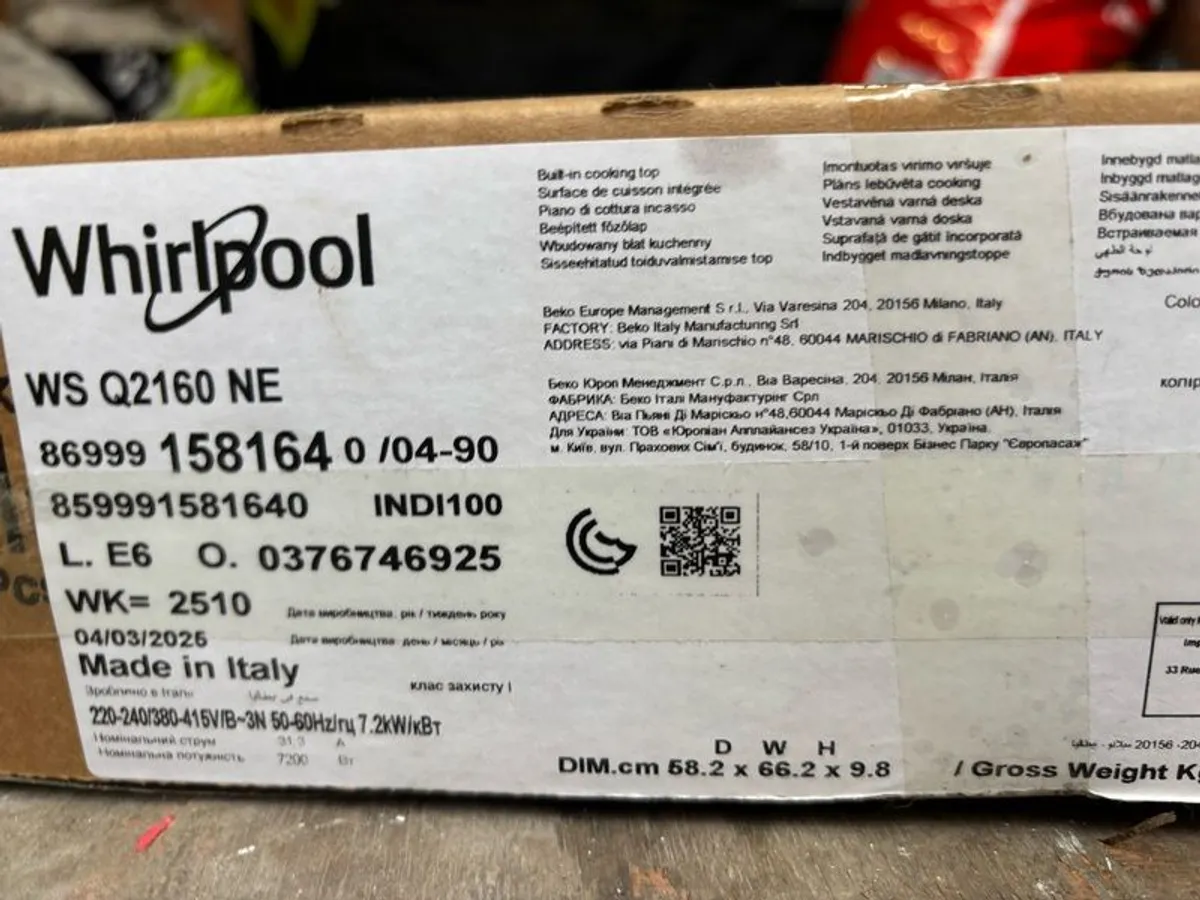 Whirlpool
WS Q2160 NE
86999 158164 0 /04-90
859991581640 INDI100
L. E6 O. 0376746925
WK= 2510 Дата виробництва: рік / тиждень року
04/03/2025 Дата виробництва: день / місяць / рік
Made in Italy
Зроблено в Італії
клас захисту I
220-240/380-415V/В~3N 50-60Hz/гц 7.2kW/кВт
Номінальний струм 31,3 А
Номінальна потужність 7200 Вт
Built-in cooking top
Surface de cuisson intégrée
Piano di cottura incasso
Beépített főzőlap
Wbudowany blat kuchenny
Sisseehitatud toiduvalmistamise top
Imontuotas virimo viršuje
Plāns Iebūvēta cooking
Vestavěná varná deska
Vstavaná varná doska
Suprafață de gătit încorporată
Indbygget madlavningstoppe
Innebygd
Inbyggd
Вбудована
Встраиваемая
Beko Europe Management S r.l., Via Varesina 204, 20156 Milano, Italy
FACTORY: Beko Italy Manufacturing Srl
ADDRESS: via Piani di Marischio n°48, 60044 MARISCHIO di FABRIANO (AN), ITALY
Беко Юроп Менеджмент С.р.л., Віа Варесіна, 204, 20156 Мілан, Італія
ФАБРИКА: Беко Італі Мануфактурінг Срл
АДРЕСА: Віа Пьяні Ді Маріскьо н°48,60044 Маріскьо Ді Фабріано (АН), Італія
Для України: ТОВ «Юропіан Апплайансез Україна», 01033, Україна,
м. Київ, вул. Прахових Сім'ї, будинок, 58/10, 1-й поверх Бізнес Парку "Європасаж"
D W H
DIM.cm 58.2 x 66.2 x 9.8 / Gross Weight
Valid only
20156